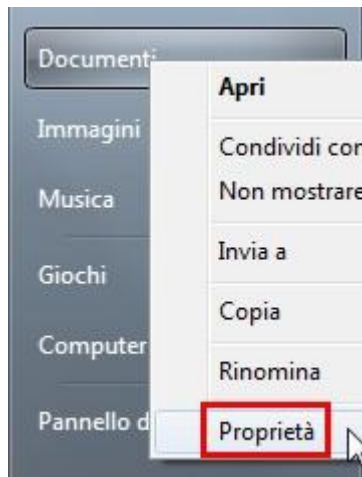 Documenti
Immagini
Musica
Giochi
Computer
Pannello d
Apri
Condividi con
Non mostrare
Invia a
Copia
Rinomina
Proprietà